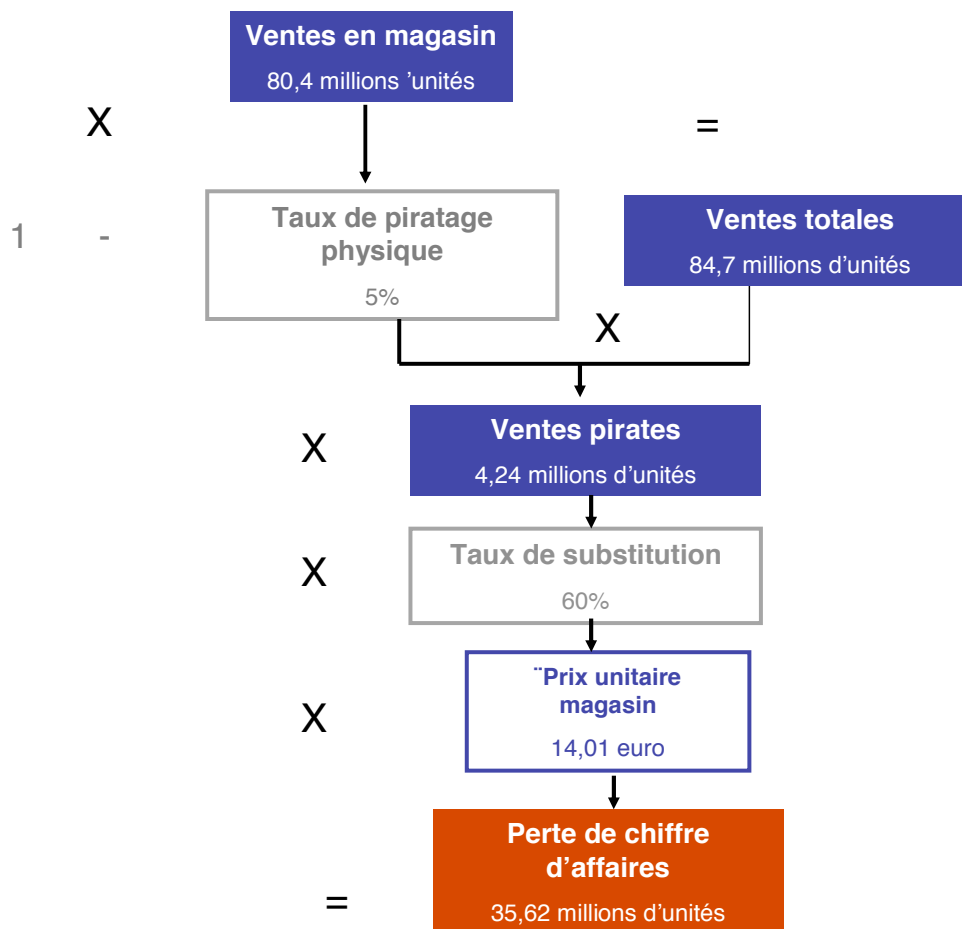 Ventes en magasin
80,4 millions ’unités
X
=
1 -
Taux de piratage
physique
5%
Ventes totales
84,7 millions d’unités
X
X
Ventes pirates
4,24 millions d’unités
X
Taux de substitution
60%
X
¨Prix unitaire
magasin
14,01 euro
Perte de chiffre
d’affaires
=
35,62 millions d’unités